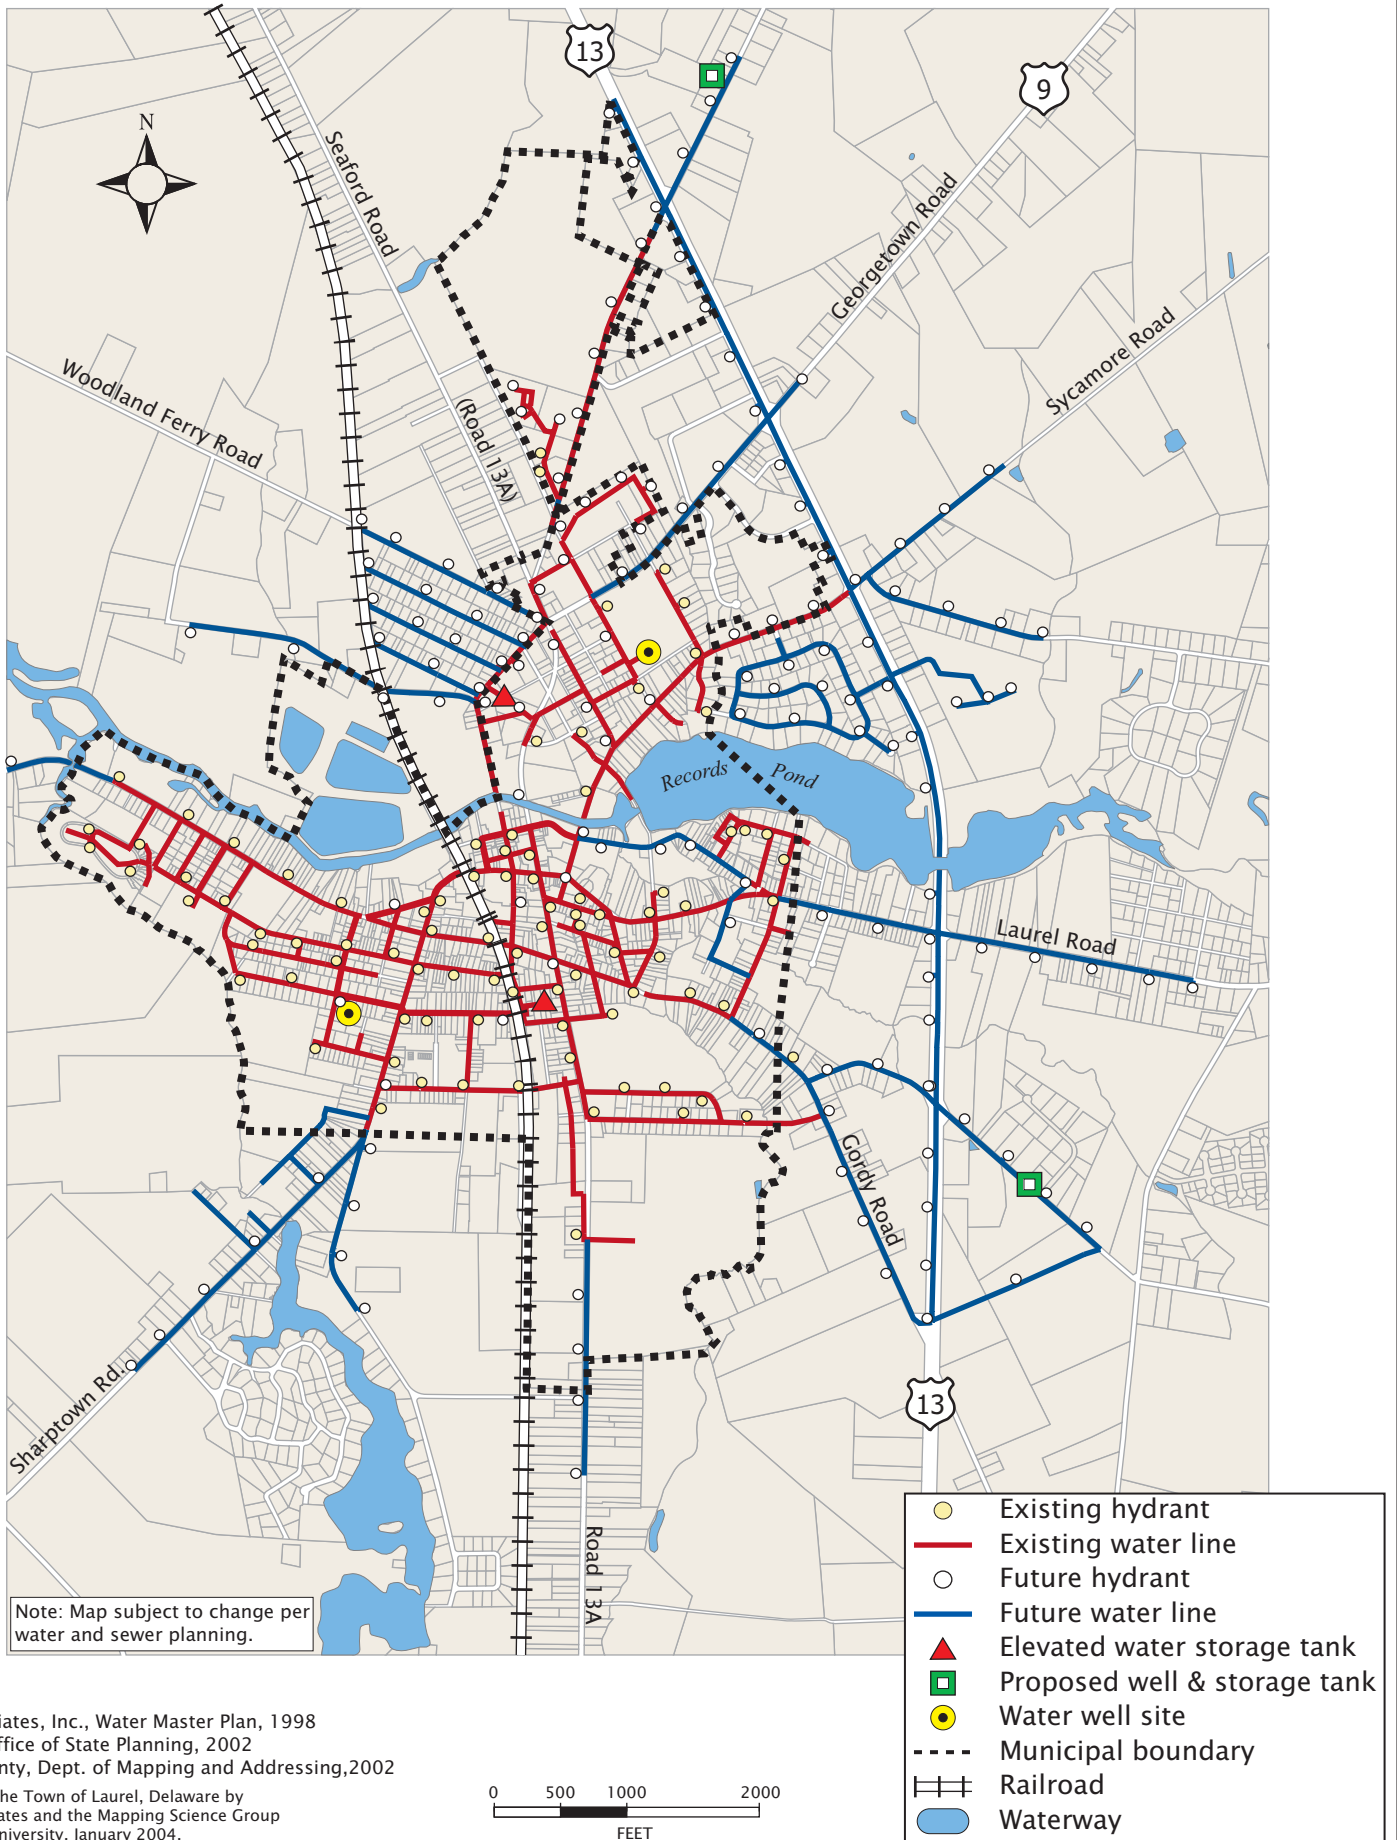 13
9
N
Seaford Road
Georgetown Road
Sycamore Road
Woodland Ferry Road
(Road 13A)
Records Pond
Laurel Road
Gordy Road
13
Sharptown Rd.
Road 13A
Note: Map subject to change per
water and sewer planning.
Existing hydrant
Existing water line
Future hydrant
Future water line
Elevated water storage tank
Proposed well & storage tank
Water well site
Municipal boundary
Railroad
Waterway
iates, Inc., Water Master Plan, 1998
ffice of State Planning, 2002
nty, Dept. of Mapping and Addressing,2002
he Town of Laurel, Delaware by
ates and the Mapping Science Group
niversity, January 2004.
0 500 1000 2000
FEET